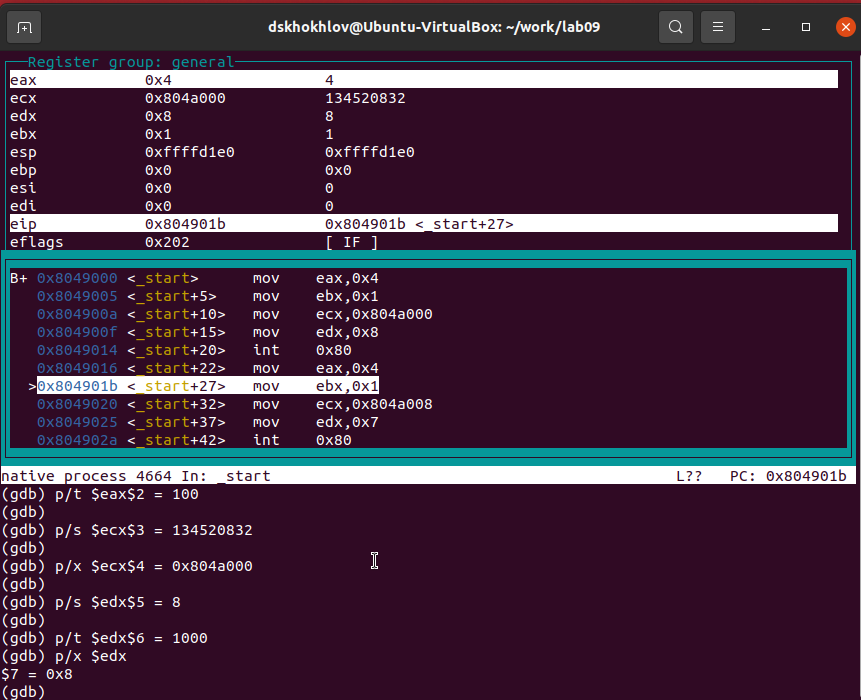 dskhokhlov@Ubuntu-VirtualBox: ~/work/lab09
Register group: general
eax 0x4 4
ecx 0x804a000 134520832
edx 0x8 8
ebx 0x1 1
esp 0xffffd1e0 0xffffd1e0
ebp 0x0 0x0
esi 0x0 0
edi 0x0 0
eip 0x804901b 0x804901b <_start+27>
eflags 0x202 [ IF ]
B+ 0x8049000 <_start> mov eax,0x4
0x8049005 <_start+5> mov ebx,0x1
0x804900a <_start+10> mov ecx,0x804a000
0x804900f <_start+15> mov edx,0x8
0x8049014 <_start+20> int 0x80
0x8049016 <_start+22> mov eax,0x4
>0x804901b <_start+27> mov ebx,0x1
0x8049020 <_start+32> mov ecx,0x804a008
0x8049025 <_start+37> mov edx,0x7
0x804902a <_start+42> int 0x80
native process 4664 In: _start L?? PC: 0x804901b
(gdb) p/t $eax$2 = 100
(gdb)
(gdb) p/s $ecx$3 = 134520832
(gdb)
(gdb) p/x $ecx$4 = 0x804a000
(gdb)
(gdb) p/s $edx$5 = 8
(gdb)
(gdb) p/t $edx$6 = 1000
(gdb) p/x $edx
$7 = 0x8
(gdb)